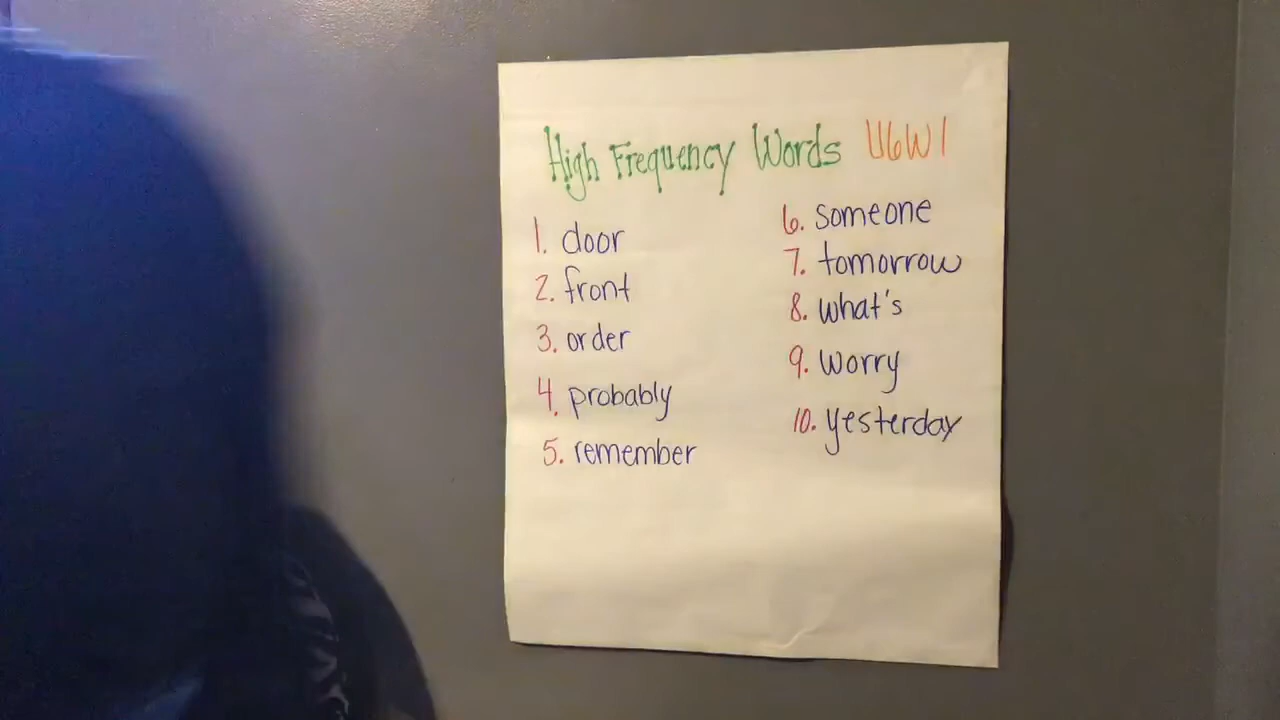 High Frequency Words U6W1
1. door
2. front
3. order
4. probably
5. remember
6. someone
7. tomorrow
8. what's
9. worry
10. yesterday